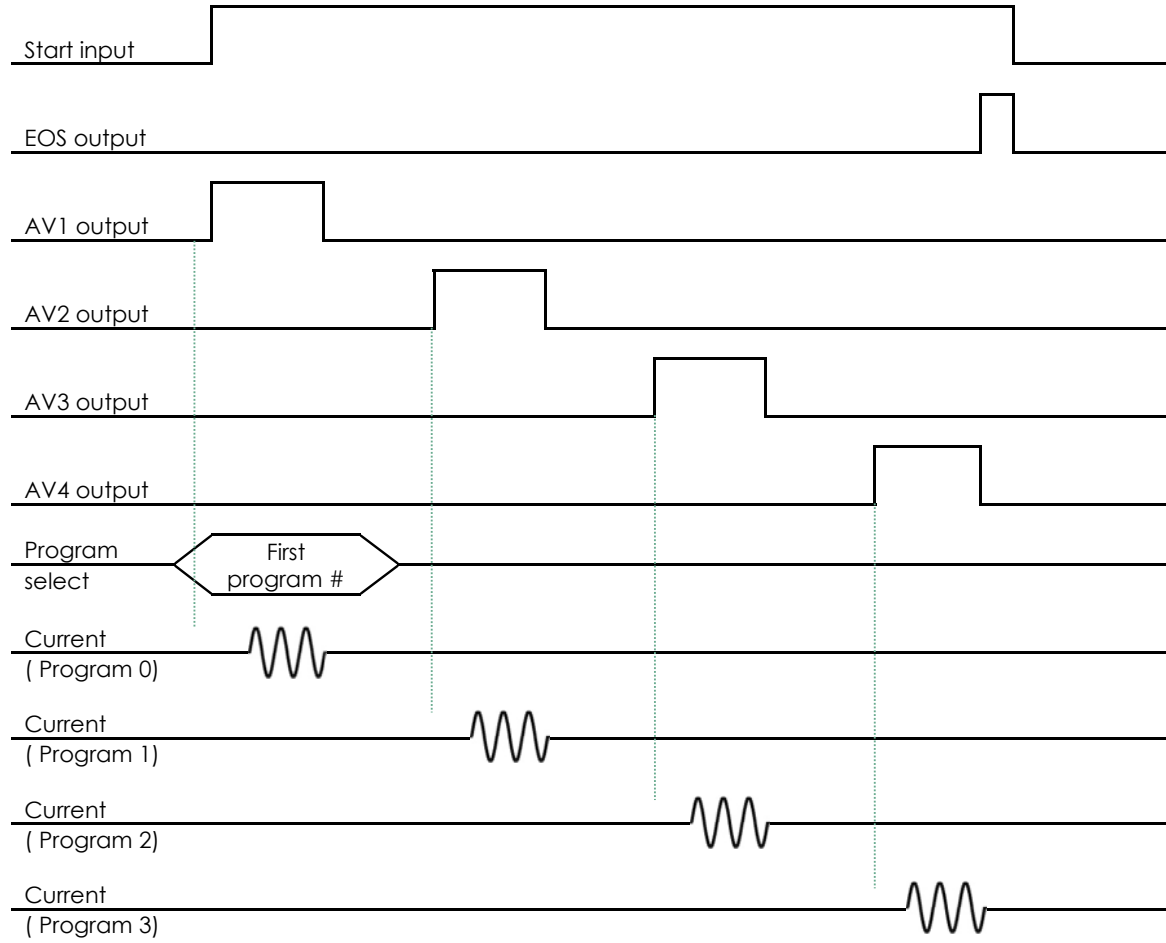 Start input
EOS output
AV1 output
AV2 output
AV3 output
AV4 output
Program
select
First
program #
Current
( Program 0)
Current
( Program 1)
Current
( Program 2)
Current
( Program 3)